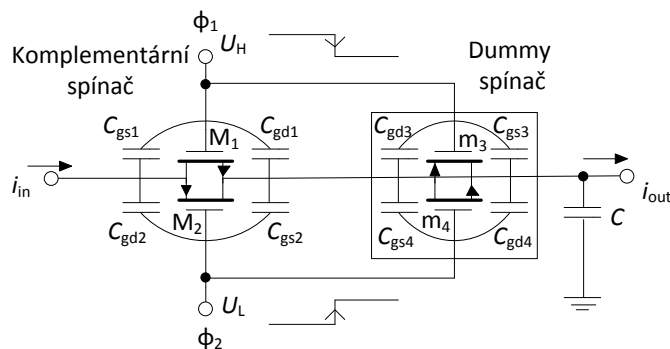 ϕ1
UH
Komplementární
spínač
Dummy
spínač
Cgs1
M1
Cgd1
Cgd3
m3
Cgs3
iin
iout
M2
m4
C
Cgd2
Cgs2
Cgs4
Cgd4
UL
ϕ2